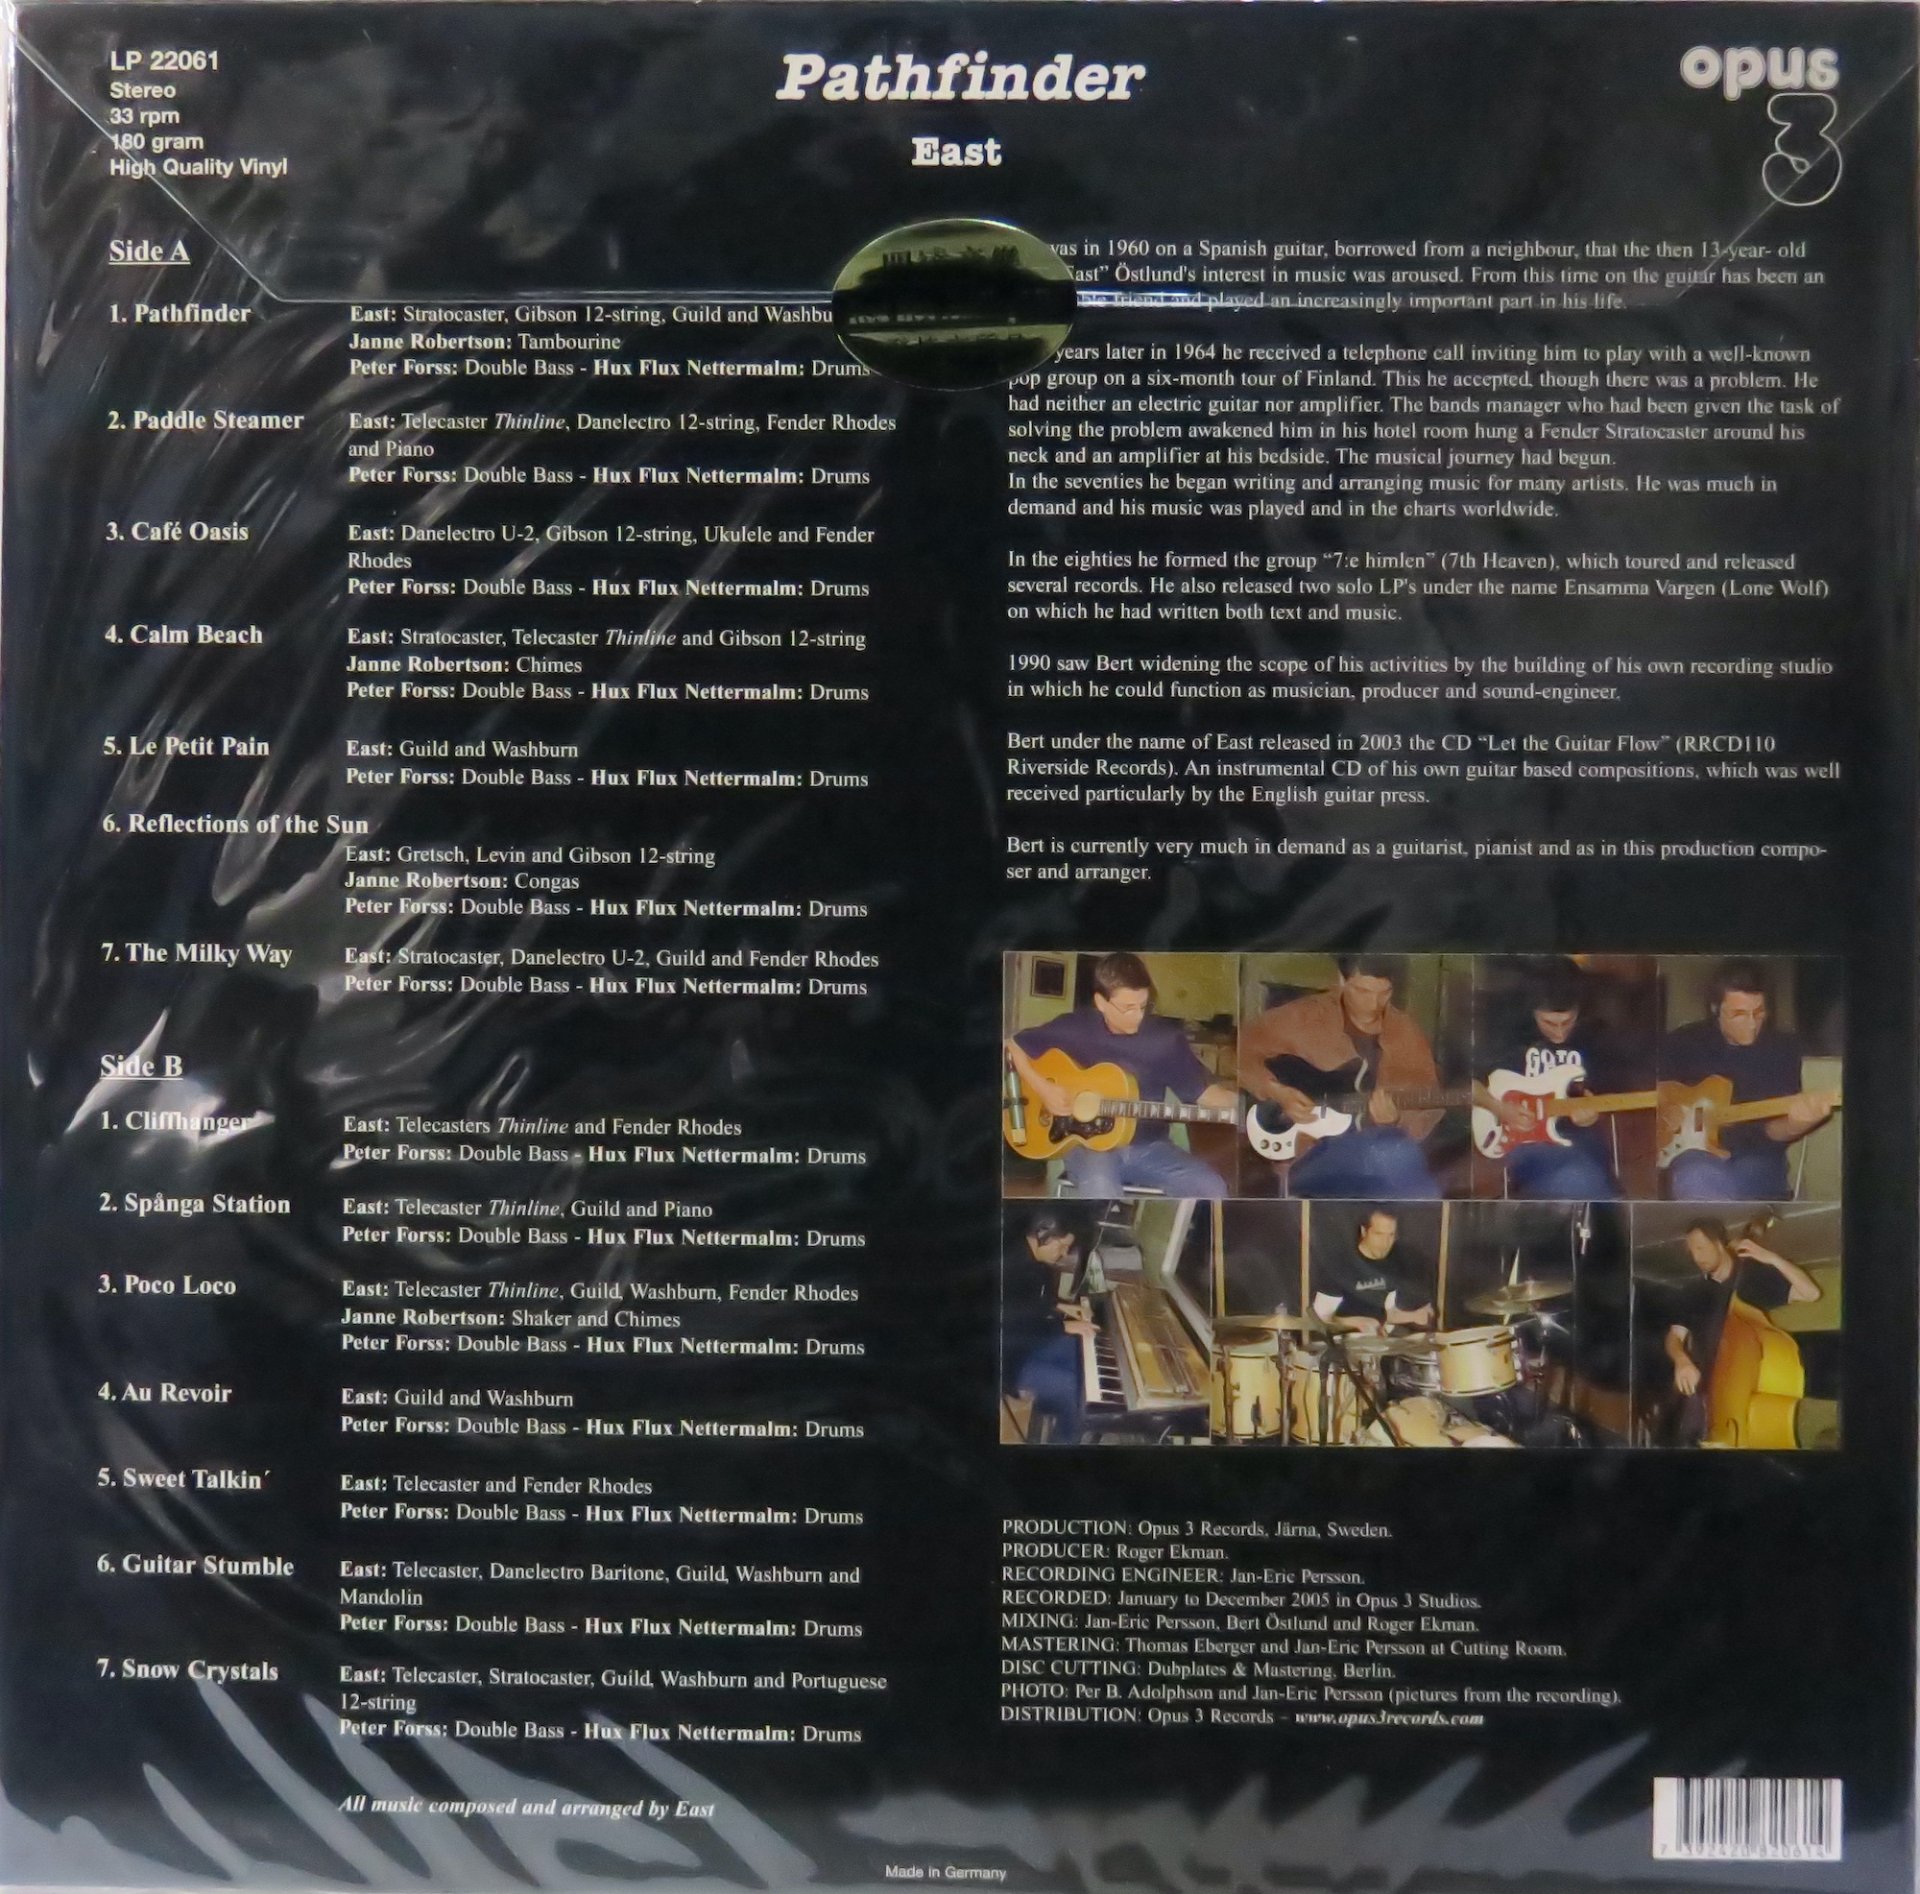 LP 22061
Stereo
33 rpm
180 gram
High Quality Vinyl
Pathfinder
East
opus
3
Side A
1. Pathfinder
East: Stratocaster, Gibson 12-string, Guild and Washbu
Janne Robertson: Tambourine
Peter Forss: Double Bass - Hux Flux Nettermalm: Drums
2. Paddle Steamer
East: Telecaster Thinline, Danelectro 12-string, Fender Rhodes
and Piano
Peter Forss: Double Bass - Hux Flux Nettermalm: Drums
3. Café Oasis
East: Danelectro U-2, Gibson 12-string, Ukulele and Fender
Rhodes
Peter Forss: Double Bass - Hux Flux Nettermalm: Drums
4. Calm Beach
East: Stratocaster, Telecaster Thinline and Gibson 12-string
Janne Robertson: Chimes
Peter Forss: Double Bass - Hux Flux Nettermalm: Drums
5. Le Petit Pain
East: Guild and Washburn
Peter Forss: Double Bass - Hux Flux Nettermalm: Drums
6. Reflections of the Sun
East: Gretsch, Levin and Gibson 12-string
Janne Robertson: Congas
Peter Forss: Double Bass - Hux Flux Nettermalm: Drums
7. The Milky Way
East: Stratocaster, Danelectro U-2, Guild and Fender Rhodes
Peter Forss: Double Bass - Hux Flux Nettermalm: Drums
Side B
1. Cliffhanger
East: Telecasters Thinline and Fender Rhodes
Peter Forss: Double Bass - Hux Flux Nettermalm: Drums
2. Spånga Station
East: Telecaster Thinline, Guild and Piano
Peter Forss: Double Bass - Hux Flux Nettermalm: Drums
3. Poco Loco
East: Telecaster Thinline, Guild, Washburn, Fender Rhodes
Janne Robertson: Shaker and Chimes
Peter Forss: Double Bass - Hux Flux Nettermalm: Drums
4. Au Revoir
East: Guild and Washburn
Peter Forss: Double Bass - Hux Flux Nettermalm: Drums
5. Sweet Talkin´
East: Telecaster and Fender Rhodes
Peter Forss: Double Bass - Hux Flux Nettermalm: Drums
6. Guitar Stumble
East: Telecaster, Danelectro Baritone, Guild, Washburn and
Mandolin
Peter Forss: Double Bass - Hux Flux Nettermalm: Drums
7. Snow Crystals
East: Telecaster, Stratocaster, Guild, Washburn and Portuguese
12-string
Peter Forss: Double Bass - Hux Flux Nettermalm: Drums
All music composed and arranged by East
was in 1960 on a Spanish guitar, borrowed from a neighbour, that the then 13-year- old
East” Östlund's interest in music was aroused. From this time on the guitar has been an
friend and played an increasingly important part in his life.
years later in 1964 he received a telephone call inviting him to play with a well-known
pop group on a six-month tour of Finland. This he accepted, though there was a problem. He
had neither an electric guitar nor amplifier. The bands manager who had been given the task of
solving the problem awakened him in his hotel room hung a Fender Stratocaster around his
neck and an amplifier at his bedside. The musical journey had begun.
In the seventies he began writing and arranging music for many artists. He was much in
demand and his music was played and in the charts worldwide.
In the eighties he formed the group “7:e himlen” (7th Heaven), which toured and released
several records. He also released two solo LP's under the name Ensamma Vargen (Lone Wolf)
on which he had written both text and music.
1990 saw Bert widening the scope of his activities by the building of his own recording studio
in which he could function as musician, producer and sound-engineer.
Bert under the name of East released in 2003 the CD “Let the Guitar Flow” (RRCD110
Riverside Records). An instrumental CD of his own guitar based compositions, which was well
received particularly by the English guitar press.
Bert is currently very much in demand as a guitarist, pianist and as in this production compo-
ser and arranger.
GOTO
PRODUCTION: Opus 3 Records, Järna, Sweden.
PRODUCER: Roger Ekman.
RECORDING ENGINEER: Jan-Eric Persson.
RECORDED: January to December 2005 in Opus 3 Studios.
MIXING: Jan-Eric Persson, Bert Östlund and Roger Ekman.
MASTERING: Thomas Eberger and Jan-Eric Persson at Cutting Room.
DISC CUTTING: Dubplates & Mastering, Berlin.
PHOTO: Per B. Adolphson and Jan-Eric Persson (pictures from the recording).
DISTRIBUTION: Opus 3 Records – www.opus3records.com
7 392420 820614
Made in Germany